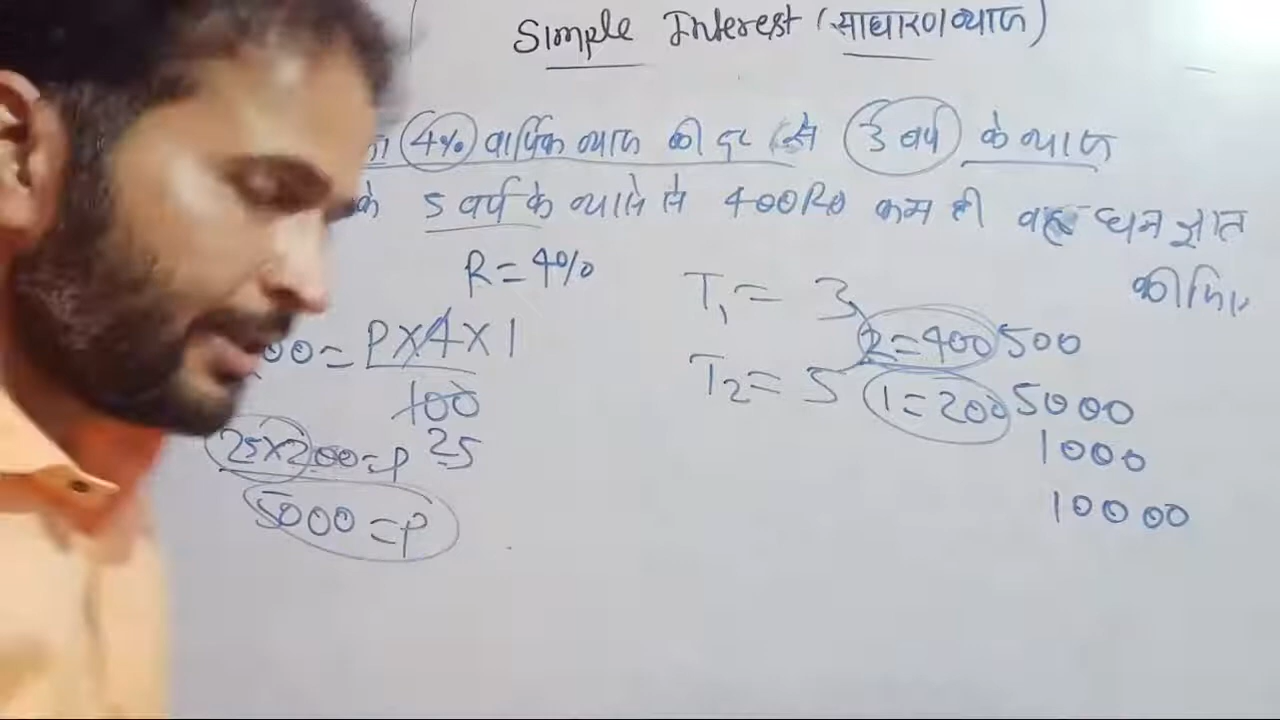 Simple Interest (साधारण व्याज)
4% वार्षिक व्याज की दर से 3 वर्ष के व्याज
के 5 वर्ष के व्याज से 400Rs कम हो वह धन ज्ञात
कीजिए
R = 4%
00 = P×4×1
100
25
25×200 = P
5000 = P
T₁ = 3
T₂ = 5
2 = 400
1 = 200
500
5000
1000
10000